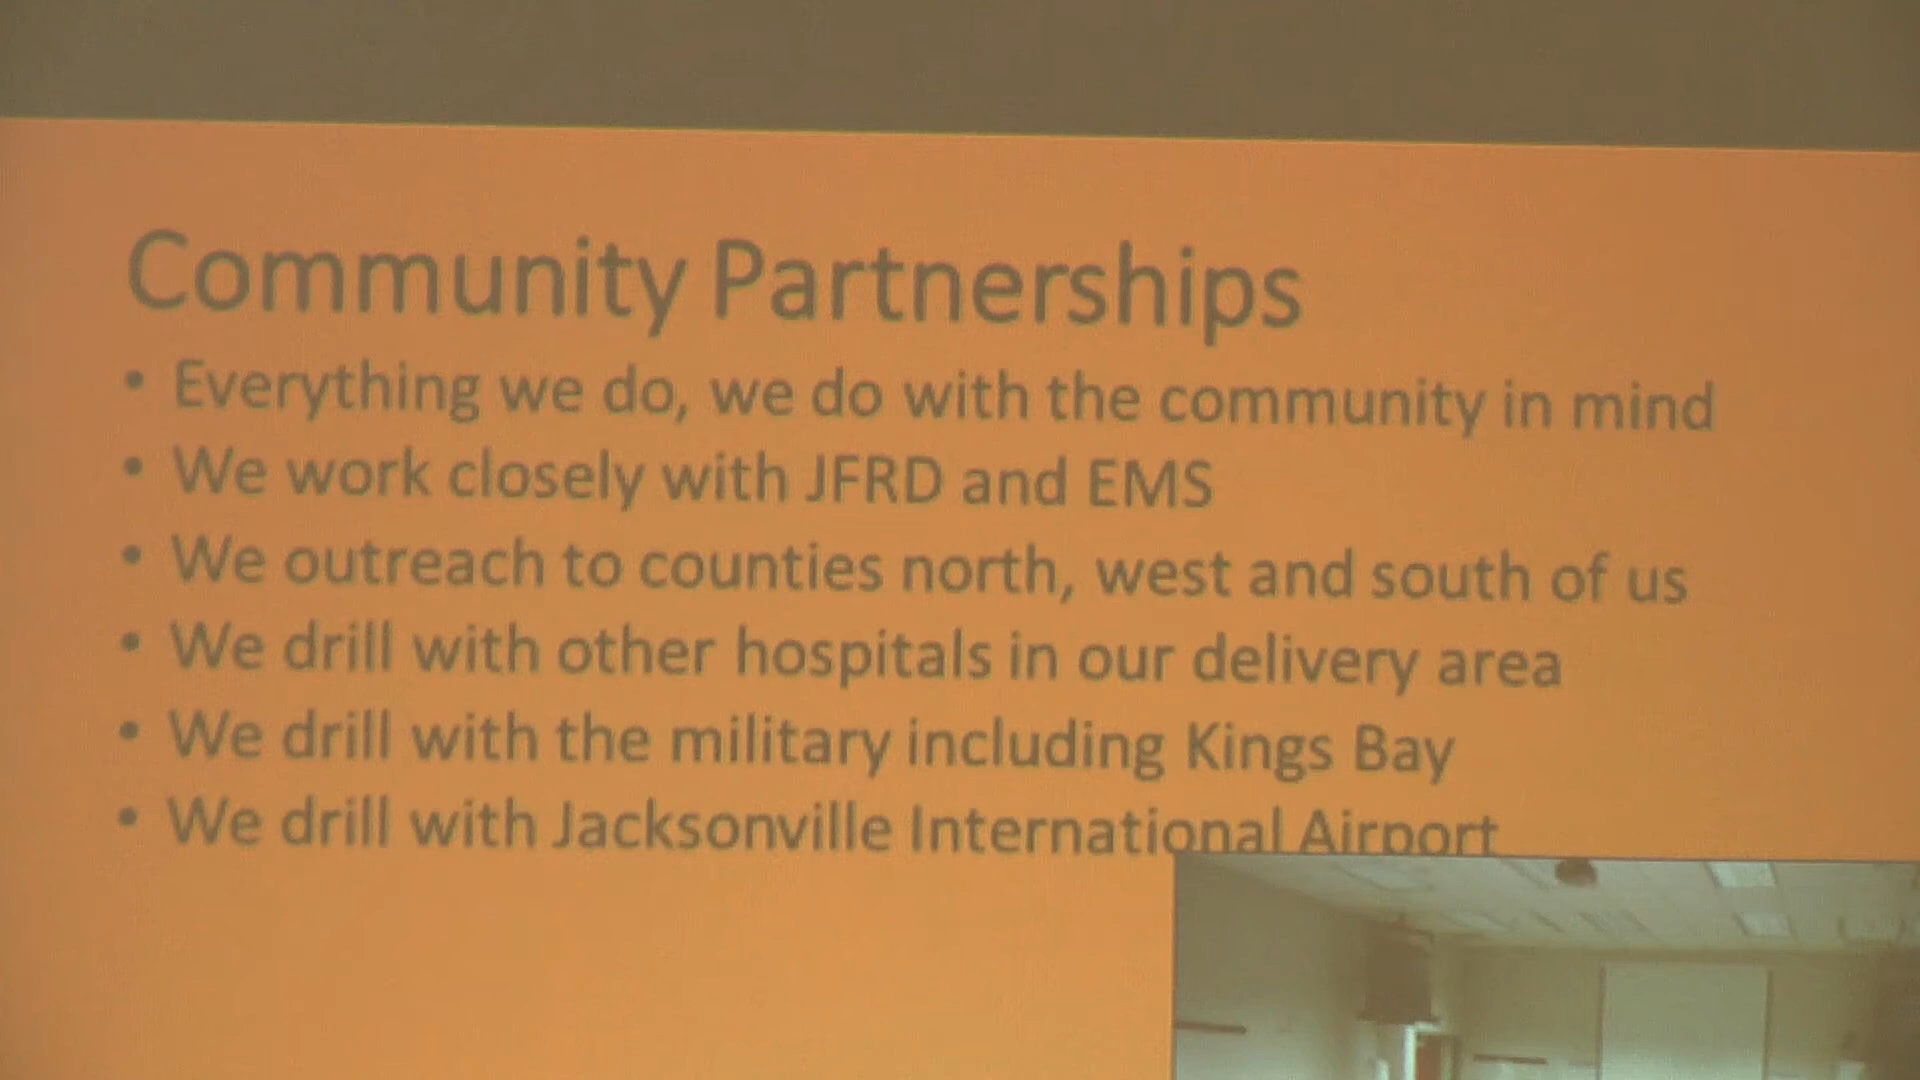 Community Partnerships
• Everything we do, we do with the community in mind
• We work closely with JFRD and EMS
• We outreach to counties north, west and south of us
• We drill with other hospitals in our delivery area
• We drill with the military including Kings Bay
• We drill with Jacksonville International Airport